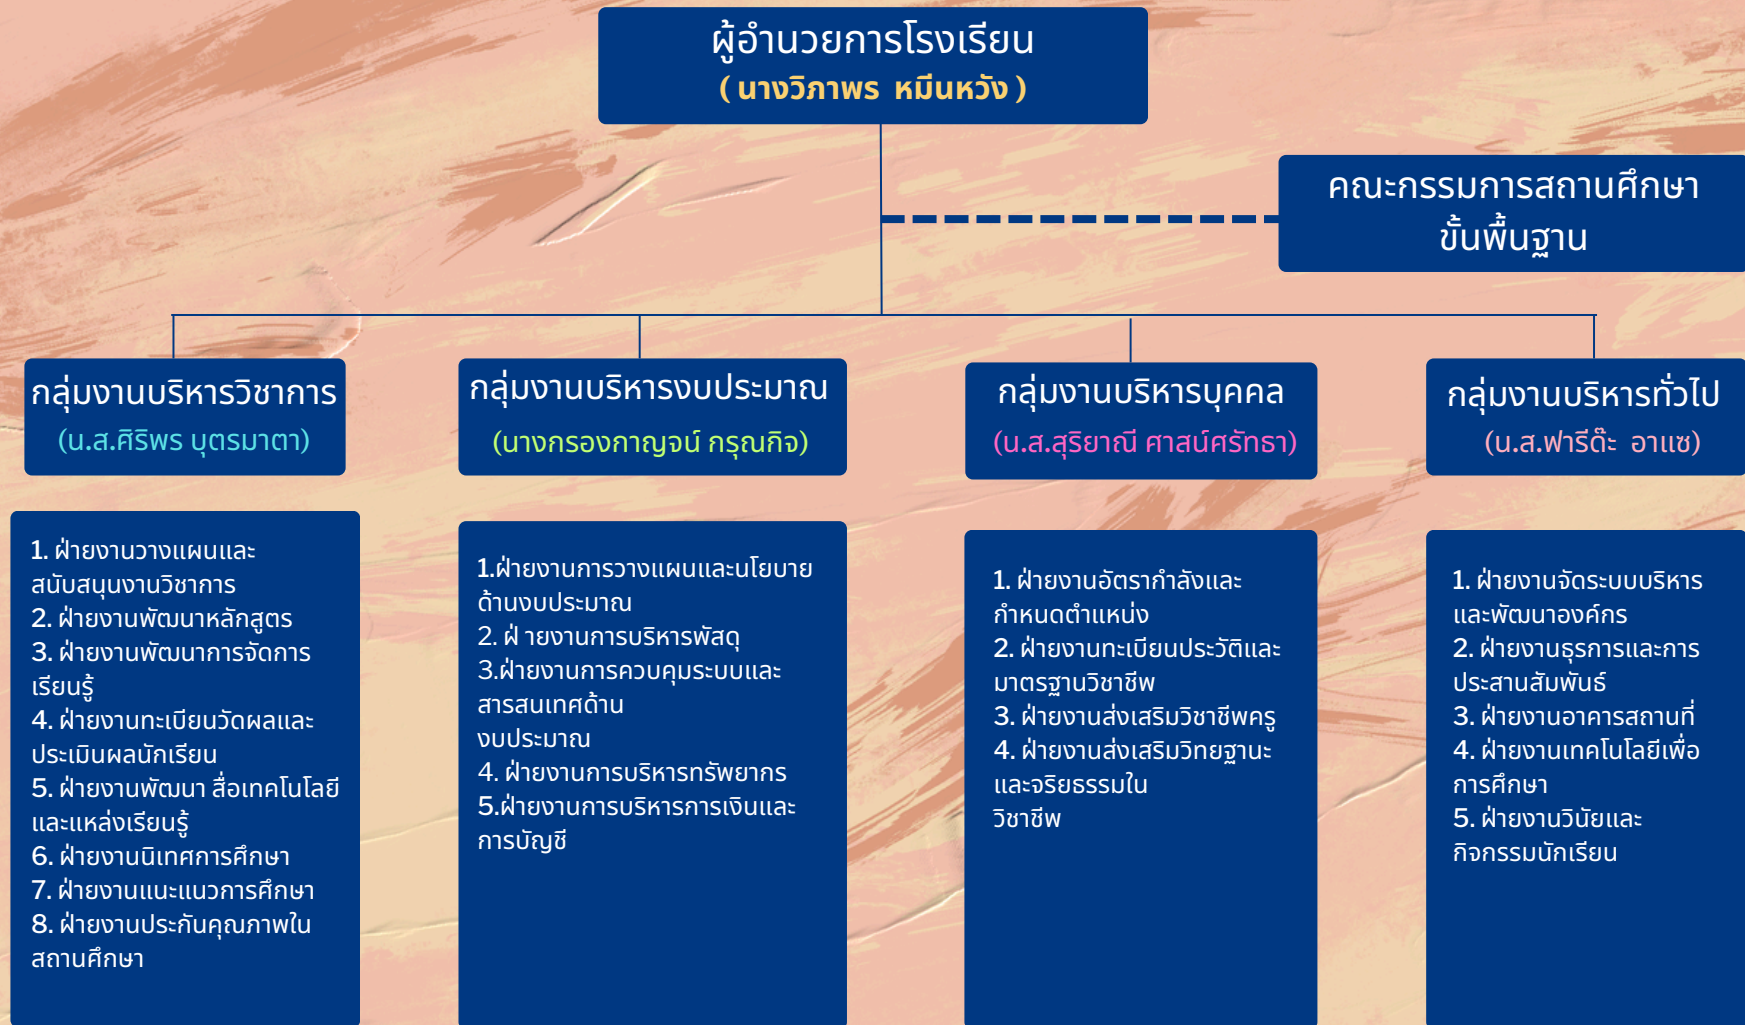 ผู้อำนวยการโรงเรียน
( นางวิภาพร หมีนหวัง )
คณะกรรมการสถานศึกษา
ขั้นพื้นฐาน
กลุ่มงานบริหารวิชาการ
(น.ส.ศิริพร บุตรมาตา)
กลุ่มงานบริหารงบประมาณ
(นางกรองกาญจน์ กรุณกิจ)
กลุ่มงานบริหารบุคคล
(น.ส.สุริยาณี ศาสน์ศรัทธา)
กลุ่มงานบริหารทั่วไป
(น.ส.ฟารีด๊ะ อาแซ)
1. ฝ่ายงานวางแผนและ
สนับสนุนงานวิชาการ
2. ฝ่ายงานพัฒนาหลักสูตร
3. ฝ่ายงานพัฒนาการจัดการ
เรียนรู้
4. ฝ่ายงานทะเบียนวัดผลและ
ประเมินผลนักเรียน
5. ฝ่ายงานพัฒนา สื่อเทคโนโลยี
และแหล่งเรียนรู้
6. ฝ่ายงานนิเทศการศึกษา
7. ฝ่ายงานแนะแนวการศึกษา
8. ฝ่ายงานประกันคุณภาพใน
สถานศึกษา
1.ฝ่ายงานการวางแผนและนโยบาย
ด้านงบประมาณ
2. ฝ่ ายงานการบริหารพัสดุ
3.ฝ่ายงานการควบคุมระบบและ
สารสนเทศด้าน
งบประมาณ
4. ฝ่ายงานการบริหารทรัพยากร
5.ฝ่ายงานการบริหารการเงินและ
การบัญชี
1. ฝ่ายงานอัตรากำลังและ
กำหนดตำแหน่ง
2. ฝ่ายงานทะเบียนประวัติและ
มาตรฐานวิชาชีพ
3. ฝ่ายงานส่งเสริมวิชาชีพครู
4. ฝ่ายงานส่งเสริมวิทยฐานะ
และจริยธรรมใน
วิชาชีพ
1. ฝ่ายงานจัดระบบบริหาร
และพัฒนาองค์กร
2. ฝ่ายงานธุรการและการ
ประสานสัมพันธ์
3. ฝ่ายงานอาคารสถานที่
4. ฝ่ายงานเทคโนโลยีเพื่อ
การศึกษา
5. ฝ่ายงานวินัยและ
กิจกรรมนักเรียน